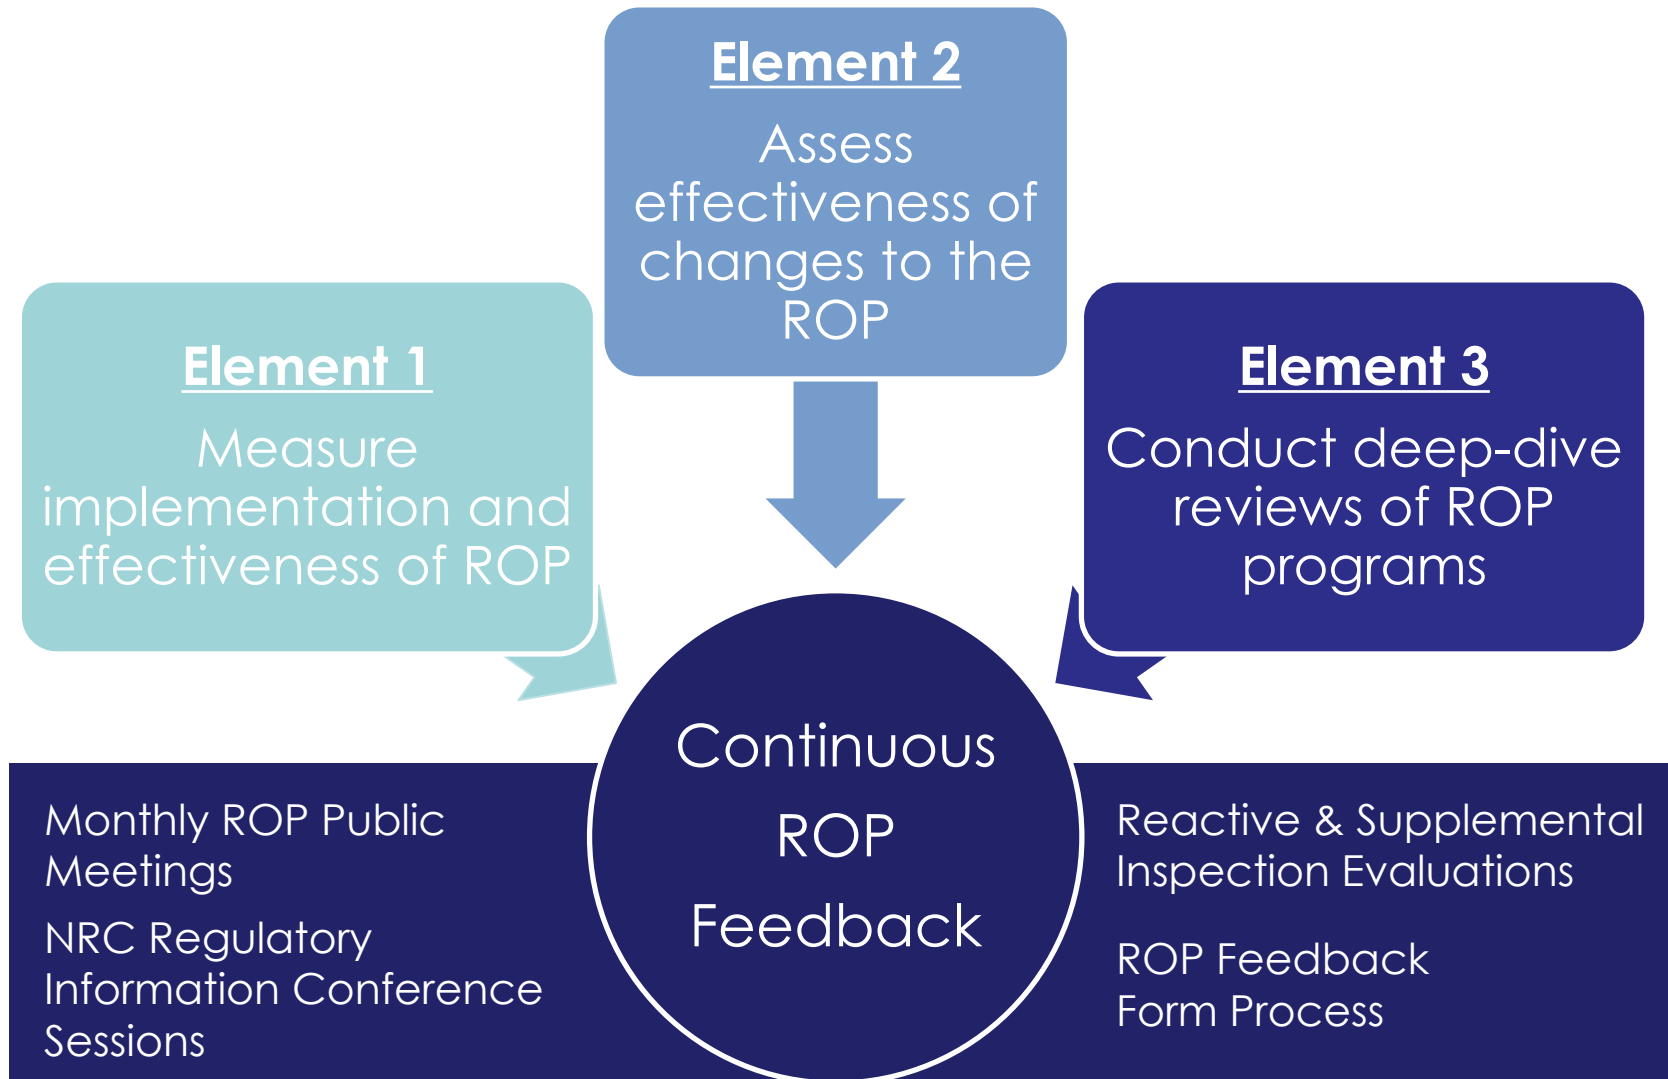 Element 1
Measure
implementation and
effectiveness of ROP
Element 2
Assess
effectiveness of
changes to the
ROP
Element 3
Conduct deep-dive
reviews of ROP
programs
Continuous
ROP
Feedback
Monthly ROP Public
Meetings
NRC Regulatory
Information Conference
Sessions
Reactive & Supplemental
Inspection Evaluations
ROP Feedback
Form Process